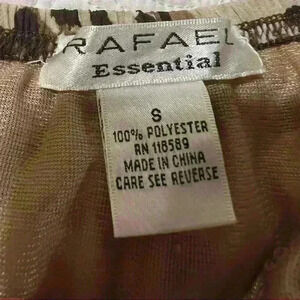 RAFAEL
Essential
S
100% POLYESTER
RN 118589
MADE IN CHINA
CARE SEE REVERSE